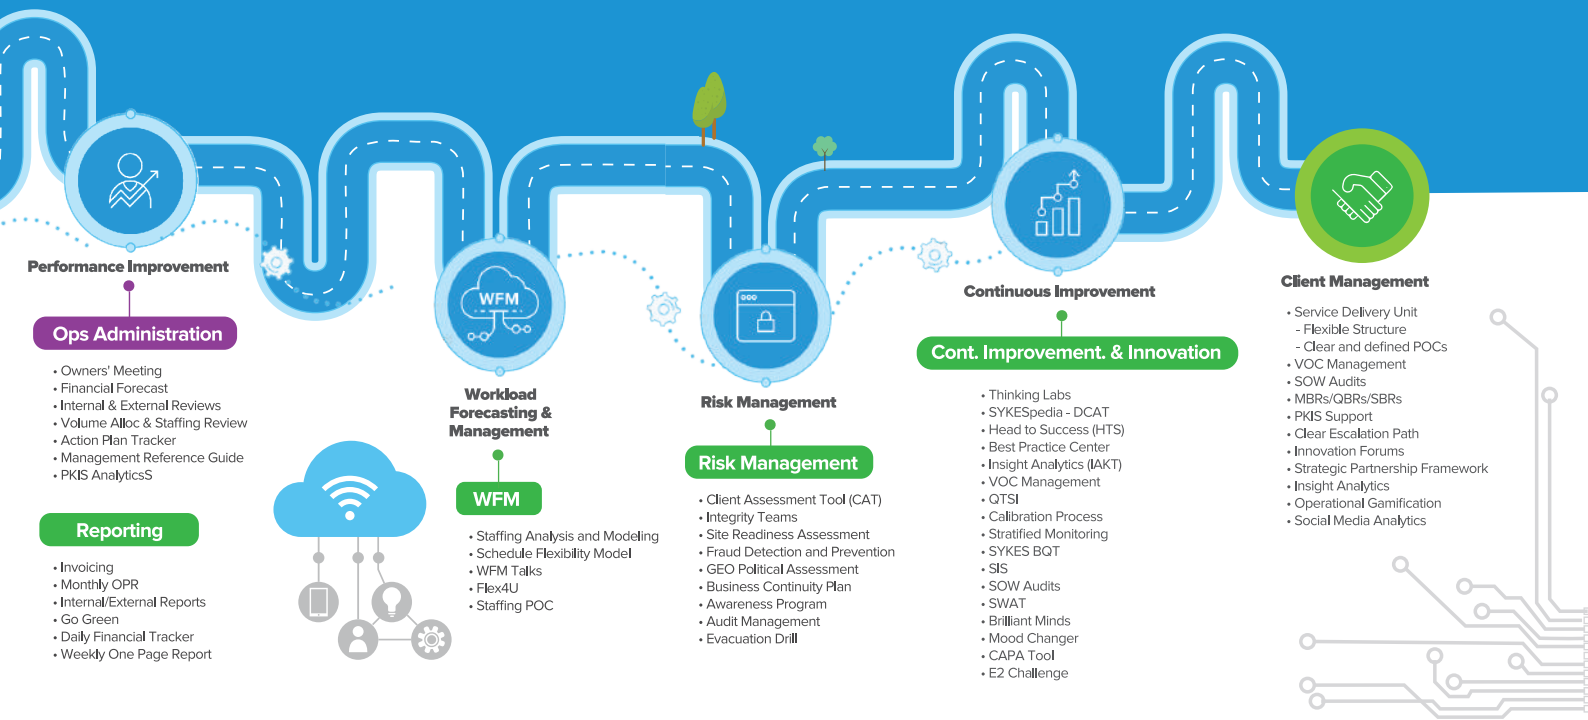 Performance Improvement
Ops Administration
• Owners' Meeting
• Financial Forecast
• Internal & External Reviews
• Volume Alloc & Staffing Review
• Action Plan Tracker
• Management Reference Guide
• PKIS AnalyticsS
Reporting
• Invoicing
• Monthly OPR
• Internal/External Reports
• Go Green
• Daily Financial Tracker
• Weekly One Page Report
WFM
Workload
Forecasting &
Management
WFM
• Staffing Analysis and Modeling
• Schedule Flexibility Model
• WFM Talks
• Flex4U
• Staffing POC
Risk Management
Risk Management
• Client Assessment Tool (CAT)
• Integrity Teams
• Site Readiness Assessment
• Fraud Detection and Prevention
• GEO Political Assessment
• Business Continuity Plan
• Awareness Program
• Audit Management
• Evacuation Drill
Continuous Improvement
Cont. Improvement. & Innovation
• Thinking Labs
• SYKESpedia - DCAT
• Head to Success (HTS)
• Best Practice Center
• Insight Analytics (IAKT)
• VOC Management
• QTSI
• Calibration Process
• Stratified Monitoring
• SYKES BQT
• SIS
• SOW Audits
• SWAT
• Brilliant Minds
• Mood Changer
• CAPA Tool
• E2 Challenge
Client Management
• Service Delivery Unit
- Flexible Structure
- Clear and defined POCs
• VOC Management
• SOW Audits
• MBRs/QBRs/SBRs
• PKIS Support
• Clear Escalation Path
• Innovation Forums
• Strategic Partnership Framework
• Insight Analytics
• Operational Gamification
• Social Media Analytics